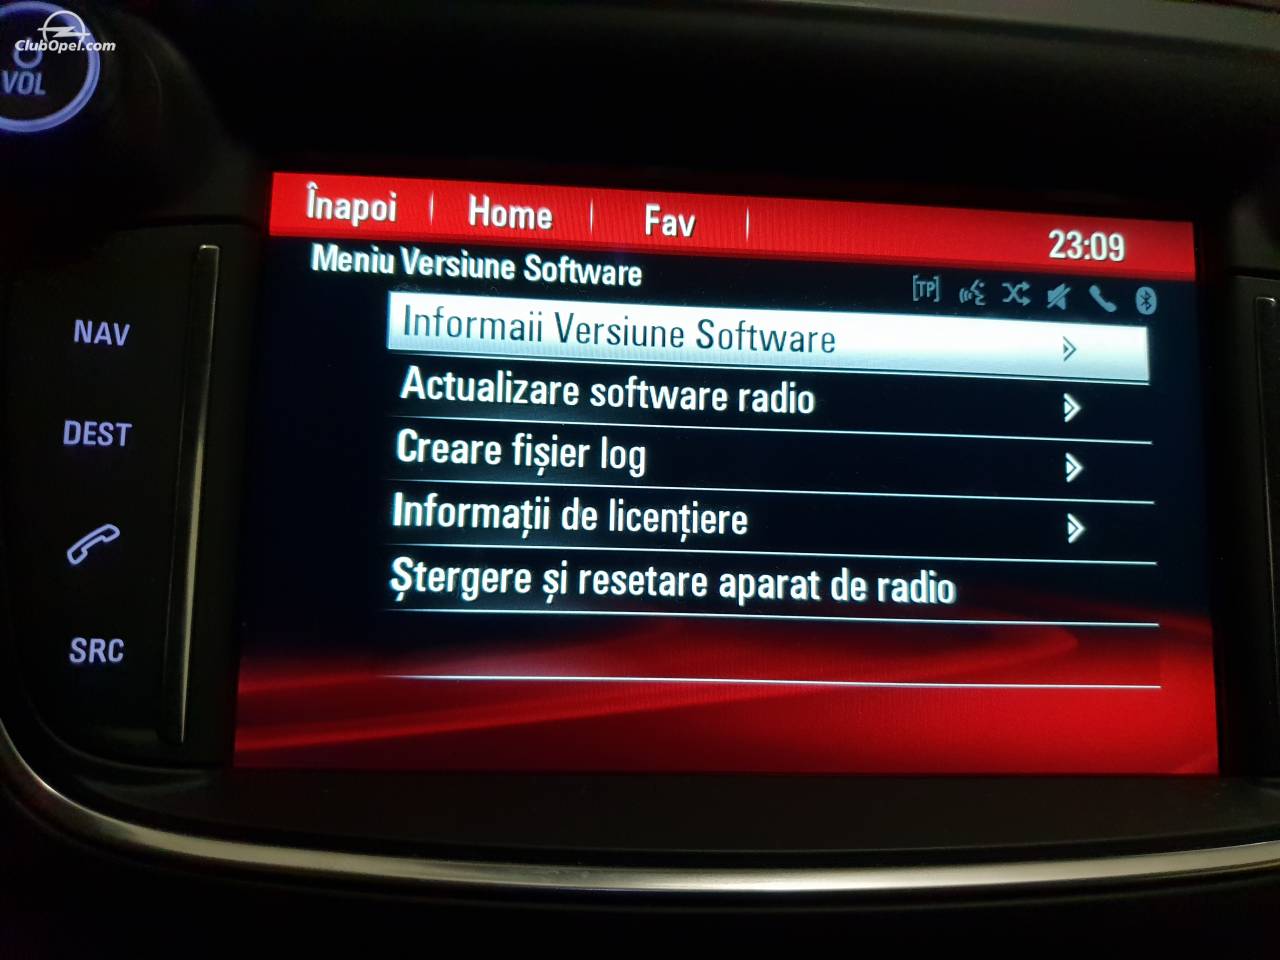 ClubOpel.com
VOL
Înapoi
Home
Fav
23:09
Meniu Versiune Software
[TP]
Informaii Versiune Software
Actualizare software radio
Creare fișier log
Informații de licențiere
Ștergere și resetare aparat de radio
NAV
DEST
SRC